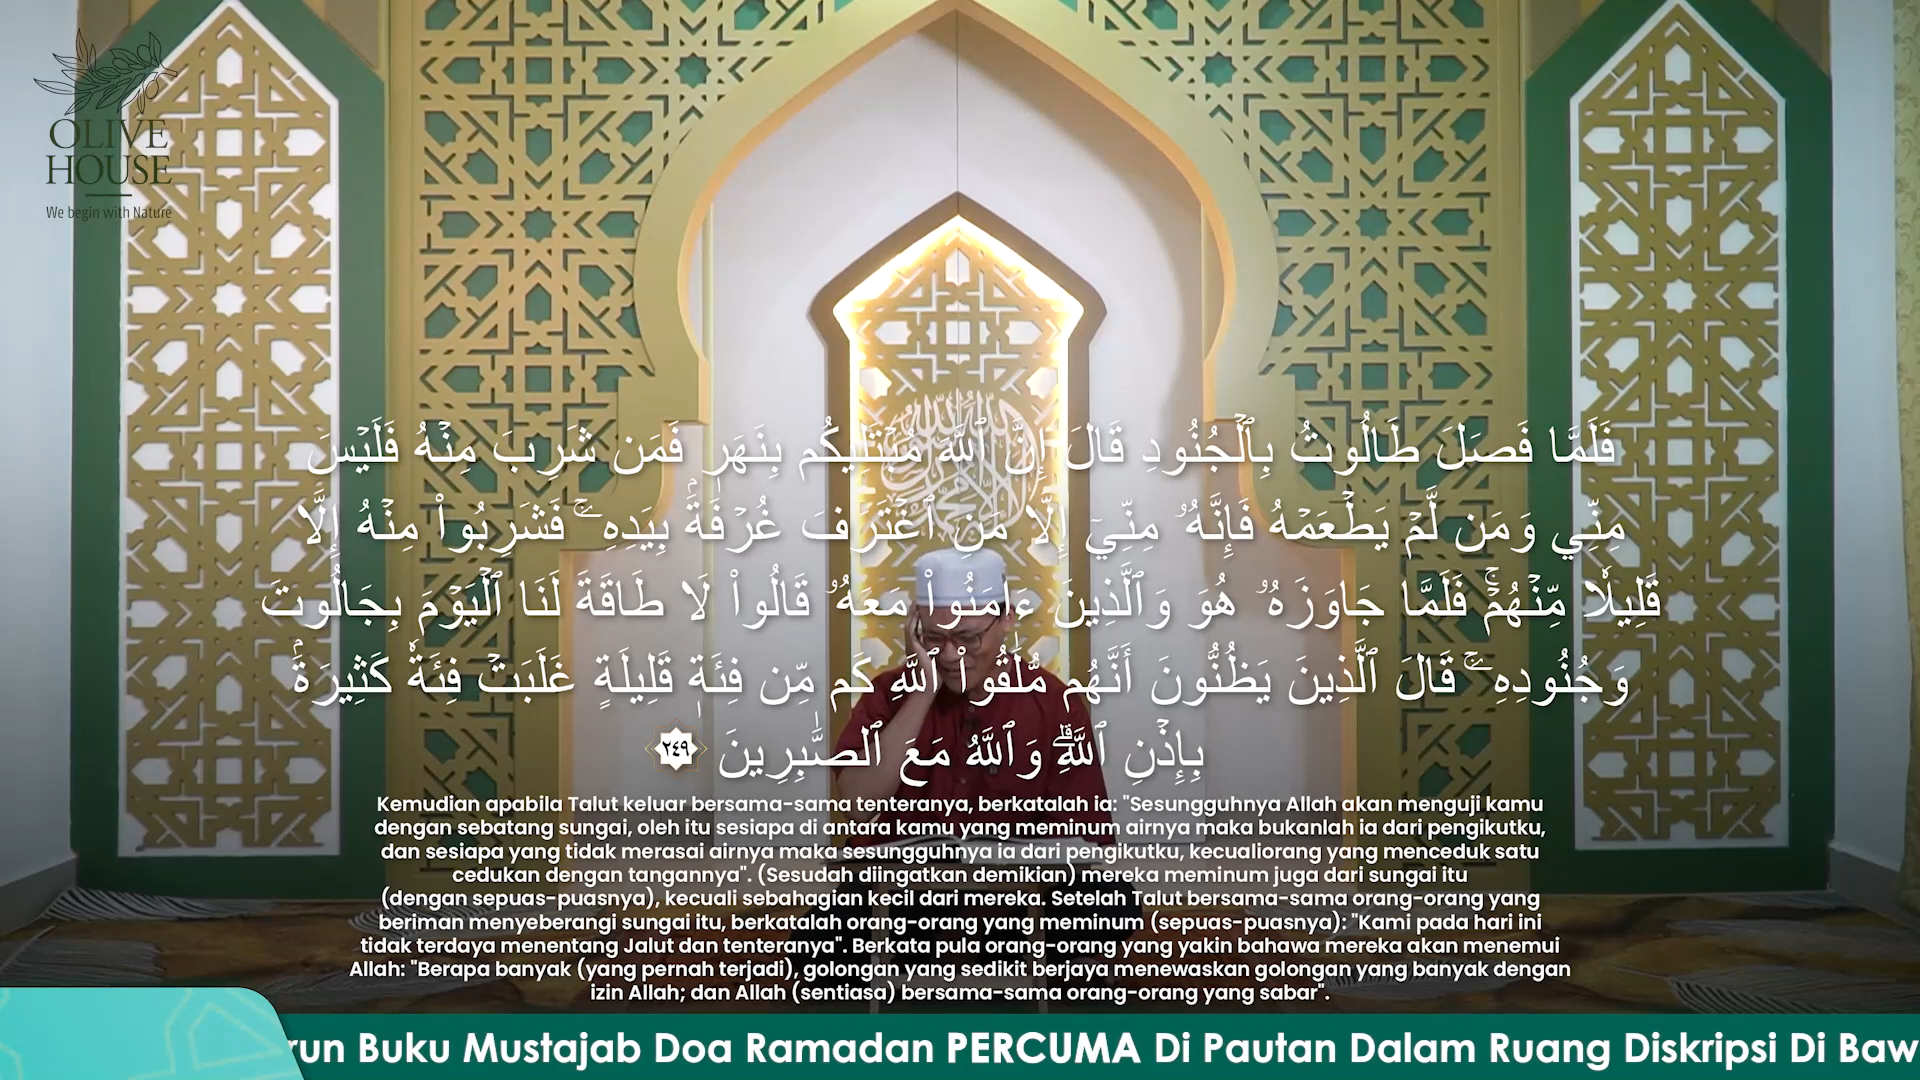 OLIVE
HOUSE
We begin with Nature
فَلَمَّا فَصَلَ طَالُوتُ بِٱلْجُنُودِ قَالَ إِنَّ ٱللَّهَ مُبْتَلِيكُم بِنَهَرٍ فَمَن شَرِبَ مِنْهُ فَلَيْسَ
مِنِّي وَمَن لَّمْ يَطْعَمْهُ فَإِنَّهُۥ مِنِّيٓ إِلَّا مَنِ ٱغْتَرَفَ غُرْفَةَۢ بِيَدِهِۦۚ فَشَرِبُوا۟ مِنْهُ إِلَّا
قَلِيلًا مِّنْهُمْۚ فَلَمَّا جَاوَزَهُۥ هُوَ وَٱلَّذِينَ ءَامَنُوا۟ مَعَهُۥ قَالُوا۟ لَا طَاقَةَ لَنَا ٱلْيَوْمَ بِجَالُوتَ
وَجُنُودِهِۦۚ قَالَ ٱلَّذِينَ يَظُنُّونَ أَنَّهُم مُّلَٰقُوا۟ ٱللَّهِ كَم مِّن فِئَةٍ قَلِيلَةٍ غَلَبَتْ فِئَةً كَثِيرَةَۢ
بِإِذْنِ ٱللَّهِۗ وَٱللَّهُ مَعَ ٱلصَّٰبِرِينَ ٢٤٩
Kemudian apabila Talut keluar bersama-sama tenteranya, berkatalah ia: "Sesungguhnya Allah akan menguji kamu
dengan sebatang sungai, oleh itu sesiapa di antara kamu yang meminum airnya maka bukanlah ia dari pengikutku,
dan sesiapa yang tidak merasai airnya maka sesungguhnya ia dari pengikutku, kecualiorang yang menceduk satu
cedukan dengan tangannya". (Sesudah diingatkan demikian) mereka meminum juga dari sungai itu
(dengan sepuas-puasnya), kecuali sebahagian kecil dari mereka. Setelah Talut bersama-sama orang-orang yang
beriman menyeberangi sungai itu, berkatalah orang-orang yang meminum (sepuas-puasnya): "Kami pada hari ini
tidak terdaya menentang Jalut dan tenteranya". Berkata pula orang-orang yang yakin bahawa mereka akan menemui
Allah: "Berapa banyak (yang pernah terjadi), golongan yang sedikit berjaya menewaskan golongan yang banyak dengan
izin Allah; dan Allah (sentiasa) bersama-sama orang-orang yang sabar".
run Buku Mustajab Doa Ramadan PERCUMA Di Pautan Dalam Ruang Diskripsi Di Baw